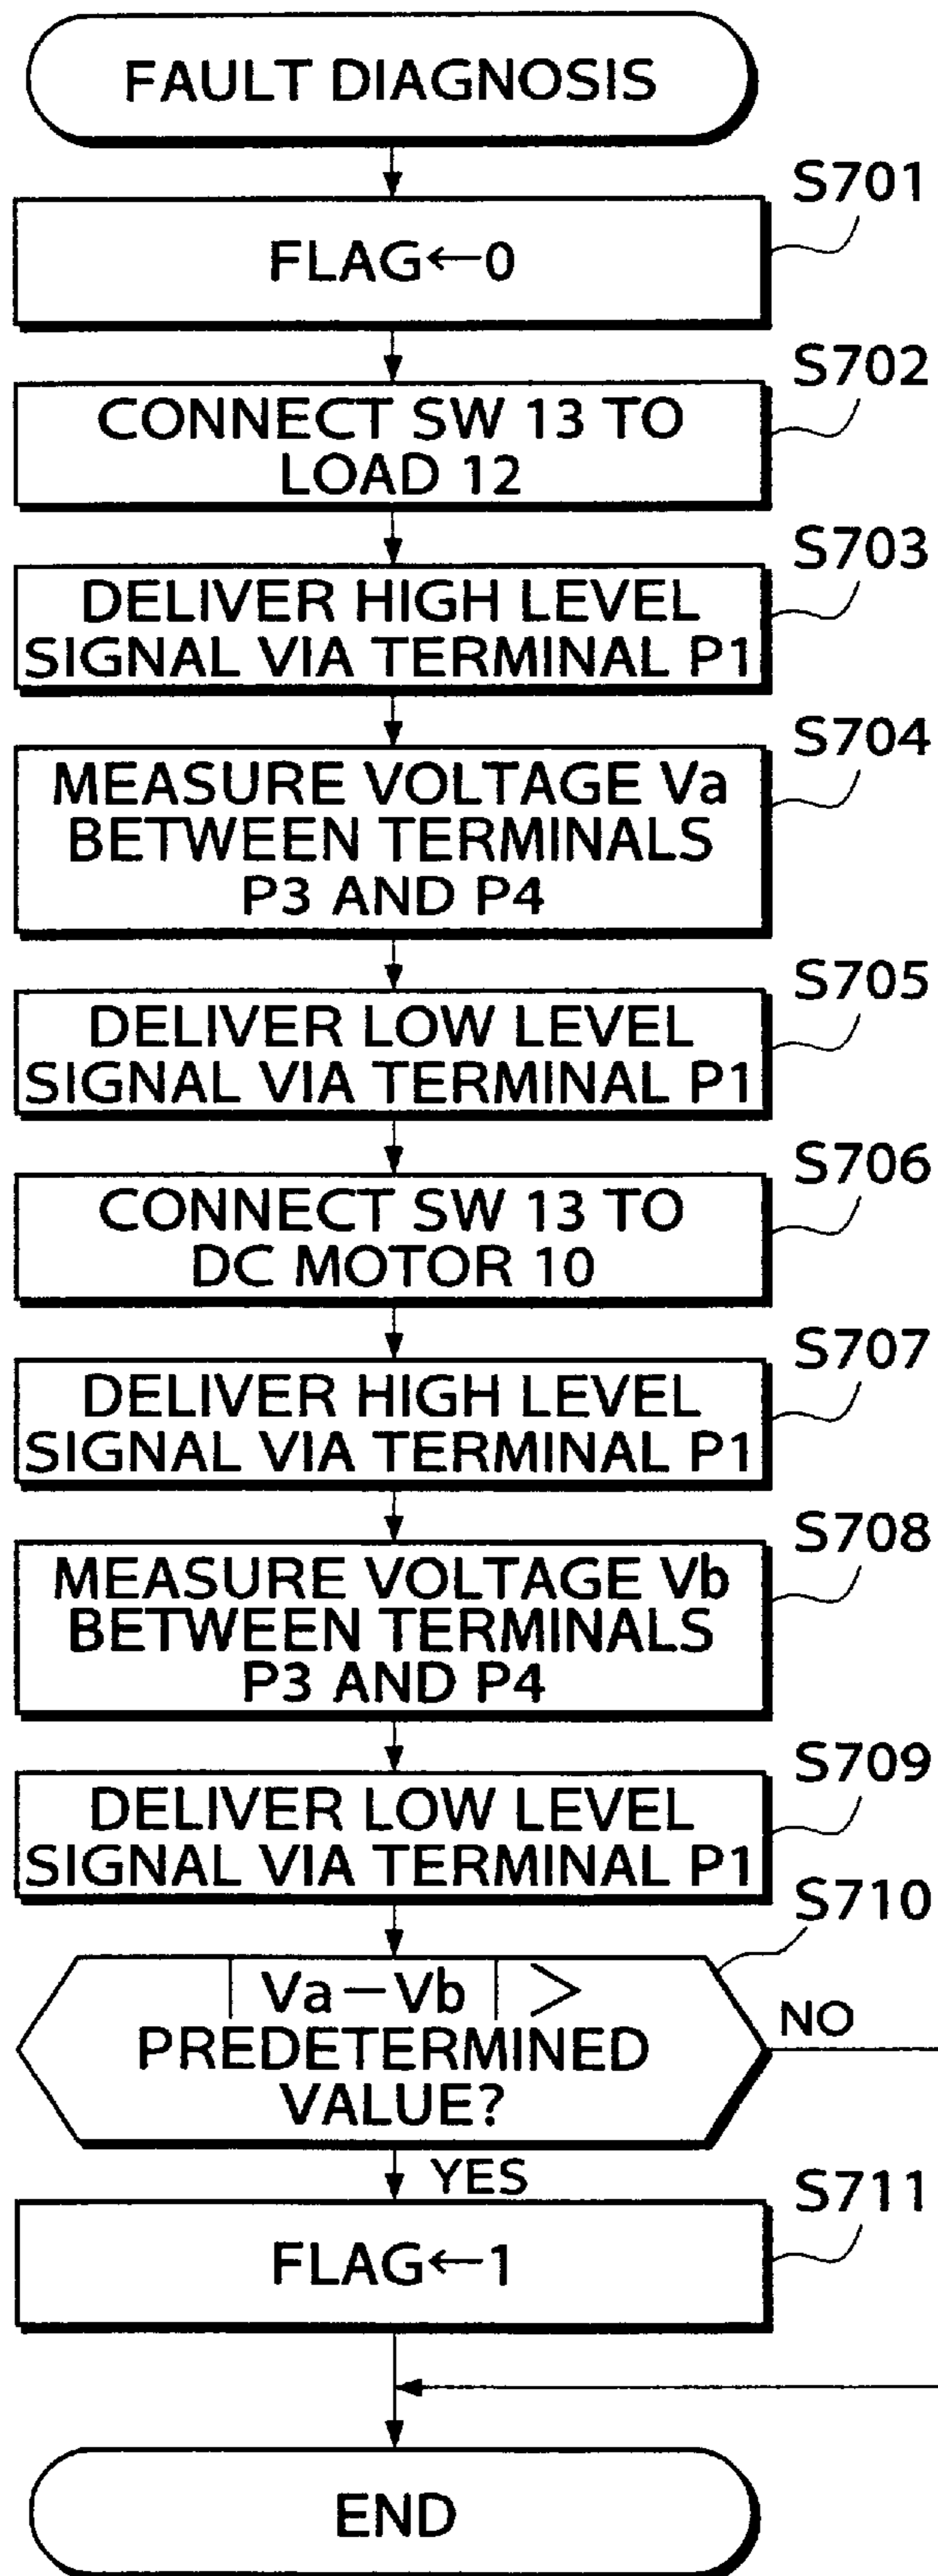 FAULT DIAGNOSIS
S701
FLAG←0
S702
CONNECT SW 13 TO
LOAD 12
S703
DELIVER HIGH LEVEL
SIGNAL VIA TERMINAL P1
S704
MEASURE VOLTAGE Va
BETWEEN TERMINALS
P3 AND P4
S705
DELIVER LOW LEVEL
SIGNAL VIA TERMINAL P1
S706
CONNECT SW 13 TO
DC MOTOR 10
S707
DELIVER HIGH LEVEL
SIGNAL VIA TERMINAL P1
S708
MEASURE VOLTAGE Vb
BETWEEN TERMINALS
P3 AND P4
S709
DELIVER LOW LEVEL
SIGNAL VIA TERMINAL P1
S710
|Va−Vb|>
PREDETERMINED
VALUE?
NO
YES
S711
FLAG←1
END